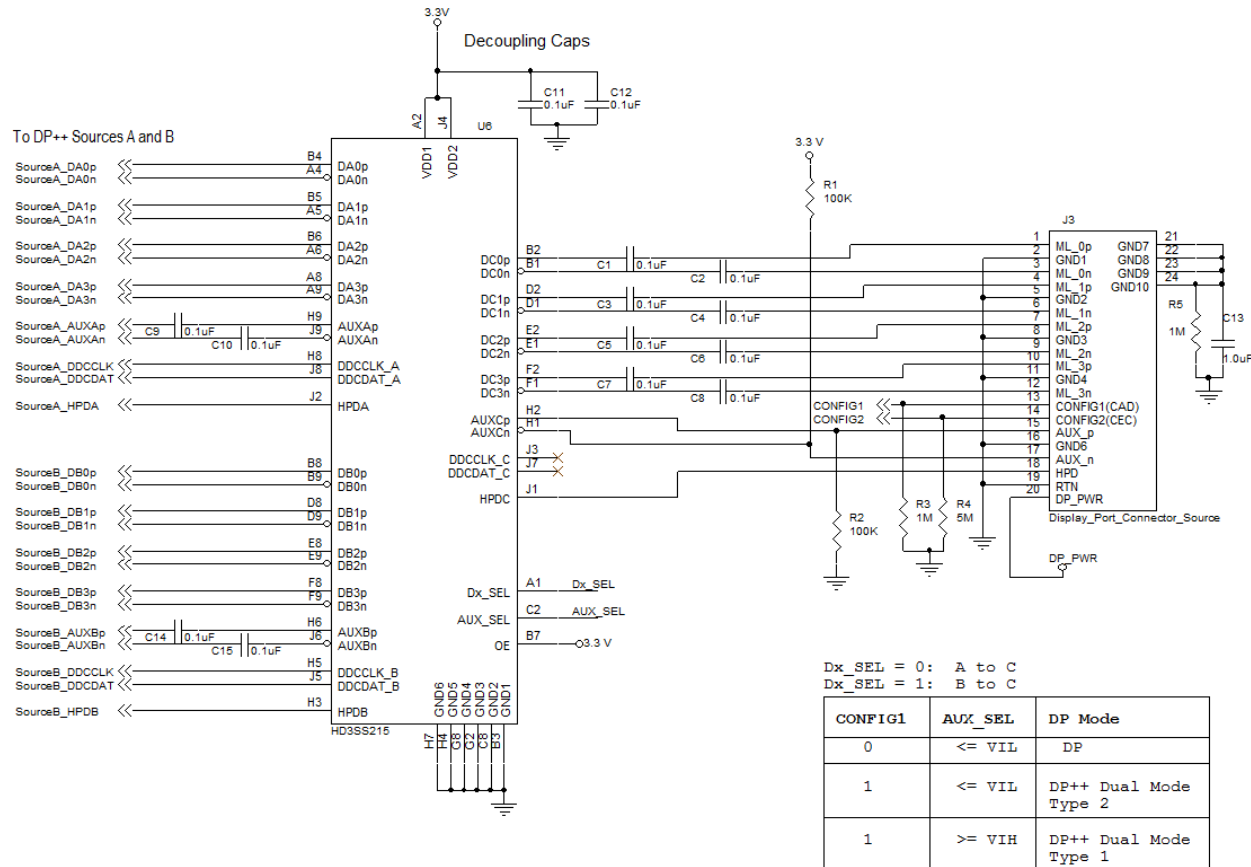 3.3V
Decoupling Caps
C11
0.1uF
C12
0.1uF
A2
J4
U6
To DP++ Sources A and B
VDD1
VDD2
SourceA_DA0p
B4
DA0p
SourceA_DA0n
A4
DA0n
SourceA_DA1p
B5
DA1p
SourceA_DA1n
A5
DA1n
SourceA_DA2p
B6
DA2p
SourceA_DA2n
A6
DA2n
SourceA_DA3p
A8
DA3p
SourceA_DA3n
A9
DA3n
SourceA_AUXAp
C9
0.1uF
H9
AUXAp
SourceA_AUXAn
C10
0.1uF
J9
AUXAn
SourceA_DDCCLK
H8
DDCCLK_A
SourceA_DDCDAT
J8
DDCDAT_A
SourceA_HPDA
J2
HPDA
SourceB_DB0p
B8
DB0p
SourceB_DB0n
B9
DB0n
SourceB_DB1p
D8
DB1p
SourceB_DB1n
D9
DB1n
SourceB_DB2p
E8
DB2p
SourceB_DB2n
E9
DB2n
SourceB_DB3p
F8
DB3p
SourceB_DB3n
F9
DB3n
SourceB_AUXBp
C14
0.1uF
H6
AUXBp
SourceB_AUXBn
C15
0.1uF
J6
AUXBn
SourceB_DDCCLK
H5
DDCCLK_B
SourceB_DDCDAT
J5
DDCDAT_B
SourceB_HPDB
H3
HPDB
HD3SS215
GND6
GND5
GND4
GND3
GND2
GND1
H7
H4
G8
G2
C8
B3
DC0p
B2
C1
0.1uF
DC0n
B1
C2
0.1uF
DC1p
D2
C3
0.1uF
DC1n
D1
C4
0.1uF
DC2p
E2
C5
0.1uF
DC2n
E1
C6
0.1uF
DC3p
F2
C7
0.1uF
DC3n
F1
C8
0.1uF
AUXCp
H2
AUXCn
H1
DDCCLK_C
J3
DDCDAT_C
J7
HPDC
J1
Dx_SEL
A1
Dx_SEL
AUX_SEL
C2
AUX_SEL
OE
B7
3.3 V
3.3 V
R1
100K
R2
100K
CONFIG1
CONFIG2
R3
1M
R4
5M
J3
1
ML_0p
2
GND1
3
ML_0n
4
ML_1p
5
GND2
6
ML_1n
7
ML_2p
8
GND3
9
ML_2n
10
ML_3p
11
GND4
12
ML_3n
13
CONFIG1(CAD)
14
CONFIG2(CEC)
15
AUX_p
16
GND6
17
AUX_n
18
HPD
19
RTN
20
DP_PWR
GND7
21
GND8
22
GND9
23
GND10
24
R5
1M
C13
1.0uF
Display_Port_Connector_Source
DP_PWR
Dx_SEL = 0: A to C
Dx_SEL = 1: B to C
CONFIG1 AUX_SEL DP Mode
0 <= VIL DP
1 <= VIL DP++ Dual Mode
Type 2
1 >= VIH DP++ Dual Mode
Type 1